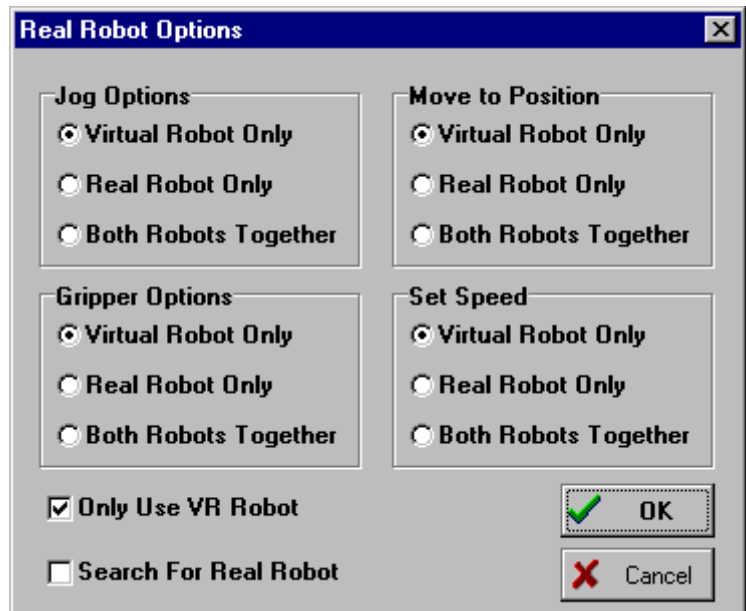 Real Robot Options
Jog Options
Virtual Robot Only
Real Robot Only
Both Robots Together
Move to Position
Virtual Robot Only
Real Robot Only
Both Robots Together
Gripper Options
Virtual Robot Only
Real Robot Only
Both Robots Together
Set Speed
Virtual Robot Only
Real Robot Only
Both Robots Together
Only Use VR Robot
Search For Real Robot
OK
Cancel